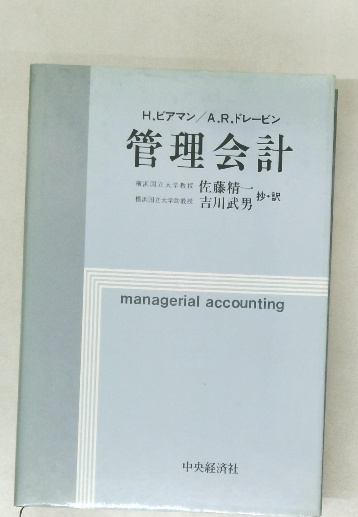 H.ビアマン/A.R.ドレービン
管理会計
横浜国立大学教授 佐藤精一
横浜国立大学助教授 吉川武男 抄・訳
managerial accounting
中央経済社